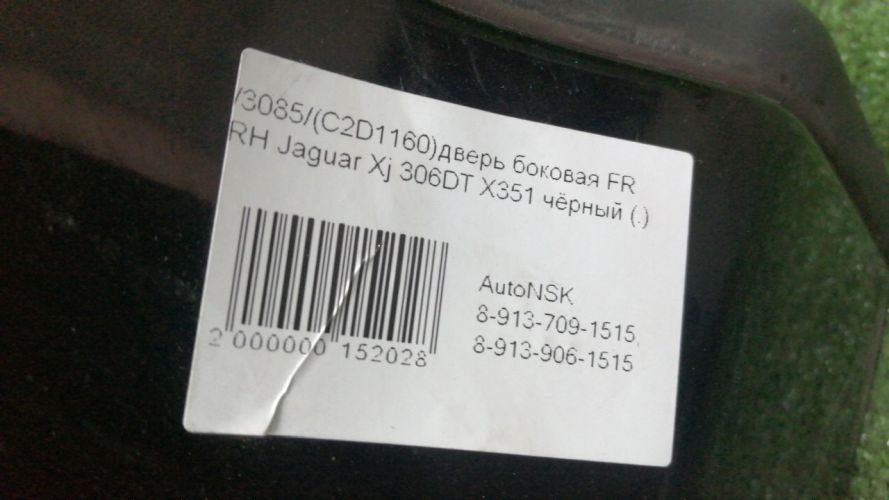 /3085/(C2D1160)дверь боковая FR
RH Jaguar Xj 306DT X351 чёрный (.)
AutoNSK
8-913-709-1515,
8-913-906-1515
2 000000 152028